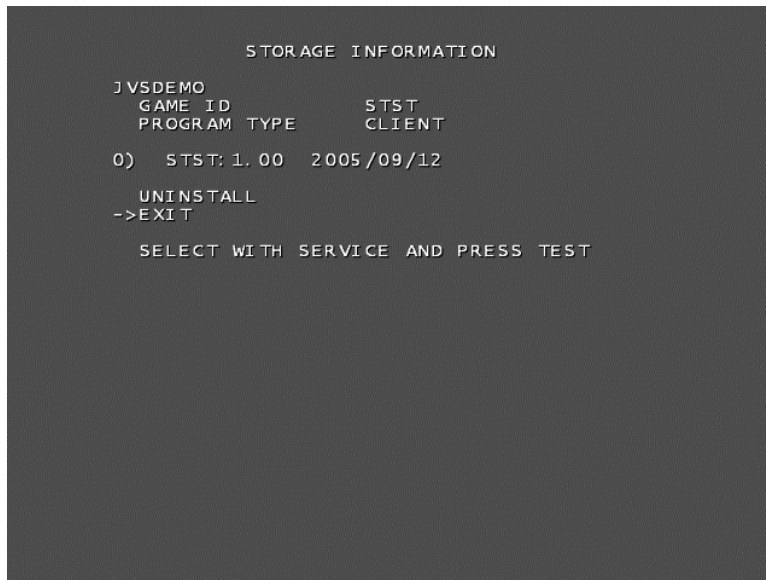 STORAGE INFORMATION
JVSDEMO
GAME ID STST
PROGRAM TYPE CLIENT
0) STST:1.00 2005/09/12
UNINSTALL
->EXIT
SELECT WITH SERVICE AND PRESS TEST